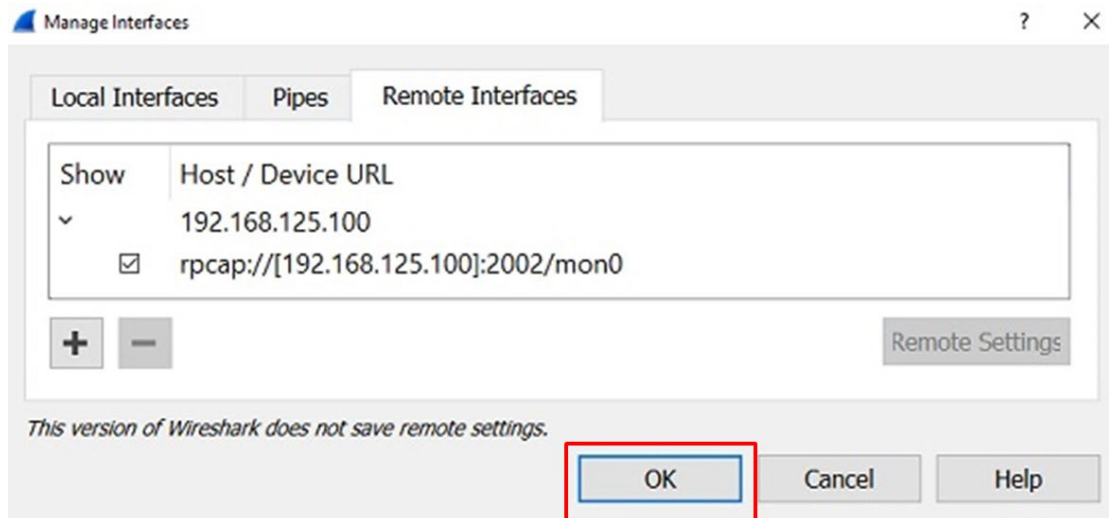 Manage Interfaces ? ×
Local Interfaces Pipes Remote Interfaces
Show Host / Device URL
192.168.125.100
rpcap://[192.168.125.100]:2002/mon0
+ − Remote Settings
This version of Wireshark does not save remote settings.
OK Cancel Help